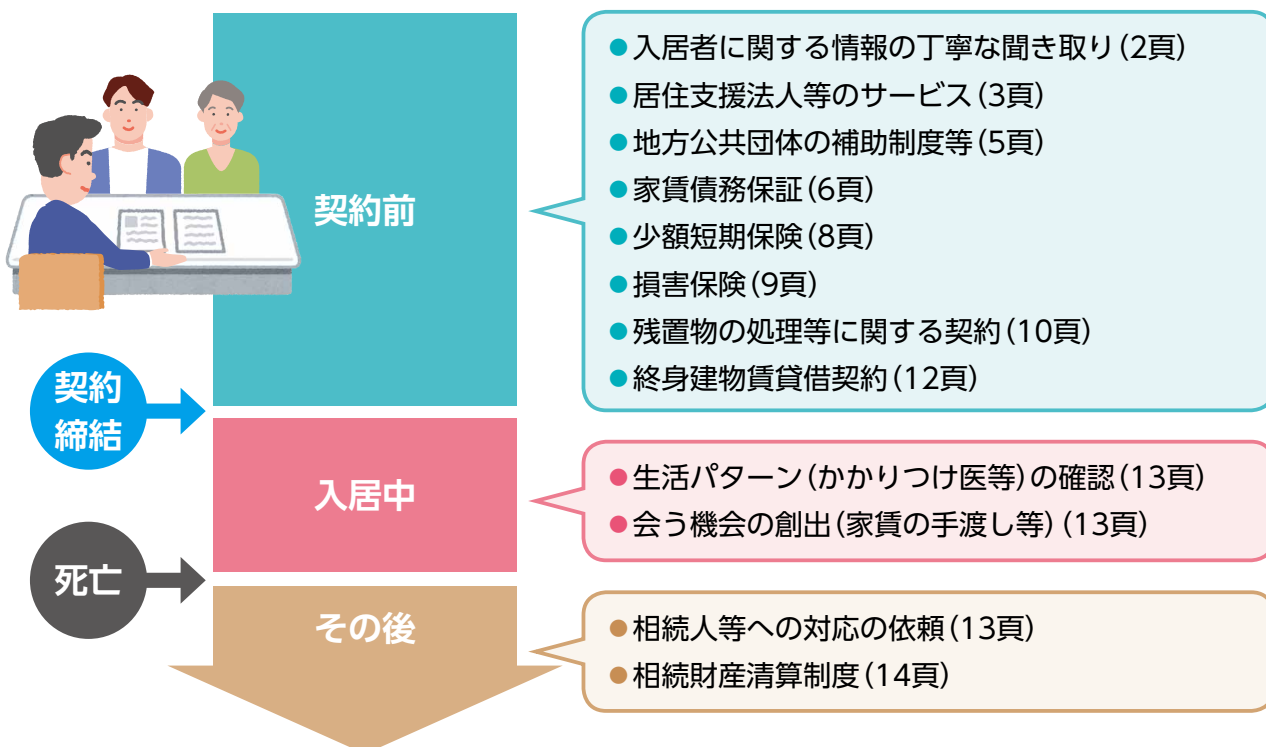 契約前
●入居者に関する情報の丁寧な聞き取り(2頁)
●居住支援法人等のサービス(3頁)
●地方公共団体の補助制度等(5頁)
●家賃債務保証(6頁)
●少額短期保険(8頁)
●損害保険(9頁)
●残置物の処理等に関する契約(10頁)
●終身建物賃貸借契約(12頁)
契約
締結
入居中
●生活パターン(かかりつけ医等)の確認(13頁)
●会う機会の創出(家賃の手渡し等)(13頁)
死亡
その後
●相続人等への対応の依頼(13頁)
●相続財産清算制度(14頁)